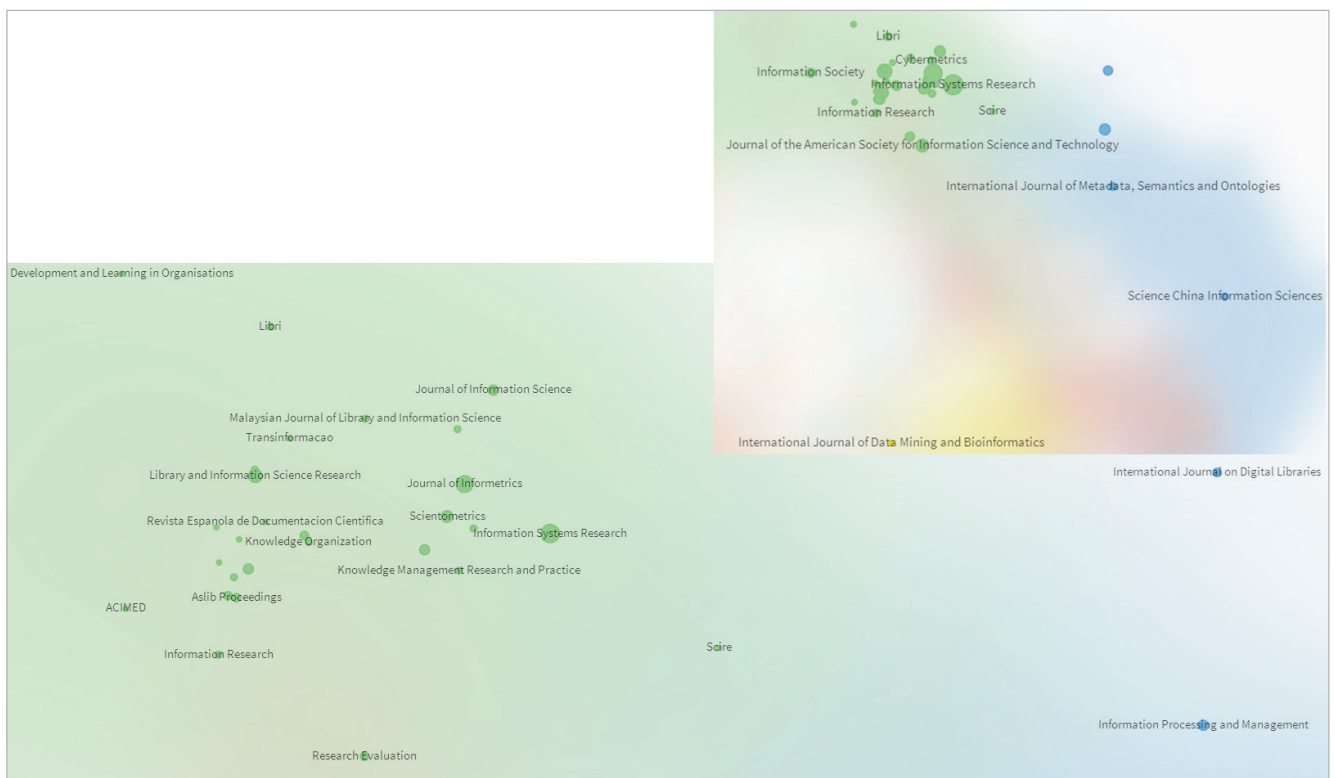 Libri
Cybermetrics
Information Society
Information Systems Research
Information Research
Scire
Journal of the American Society for Information Science and Technology
International Journal of Metadata, Semantics and Ontologies
Development and Learning in Organisations
Science China Information Sciences
Libri
Journal of Information Science
Malaysian Journal of Library and Information Science
Transinformacao
International Journal of Data Mining and Bioinformatics
Library and Information Science Research
International Journal on Digital Libraries
Journal of Informetrics
Scientometrics
Revista Espanola de Documentacion Cientifica
Information Systems Research
Knowledge Organization
Knowledge Management Research and Practice
Aslib Proceedings
ACIMED
Scire
Information Research
Information Processing and Management
Research Evaluation